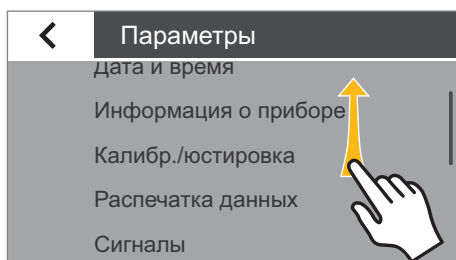 Параметры
Дата и время
Информация о приборе
Калибр./юстировка
Распечатка данных
Сигналы